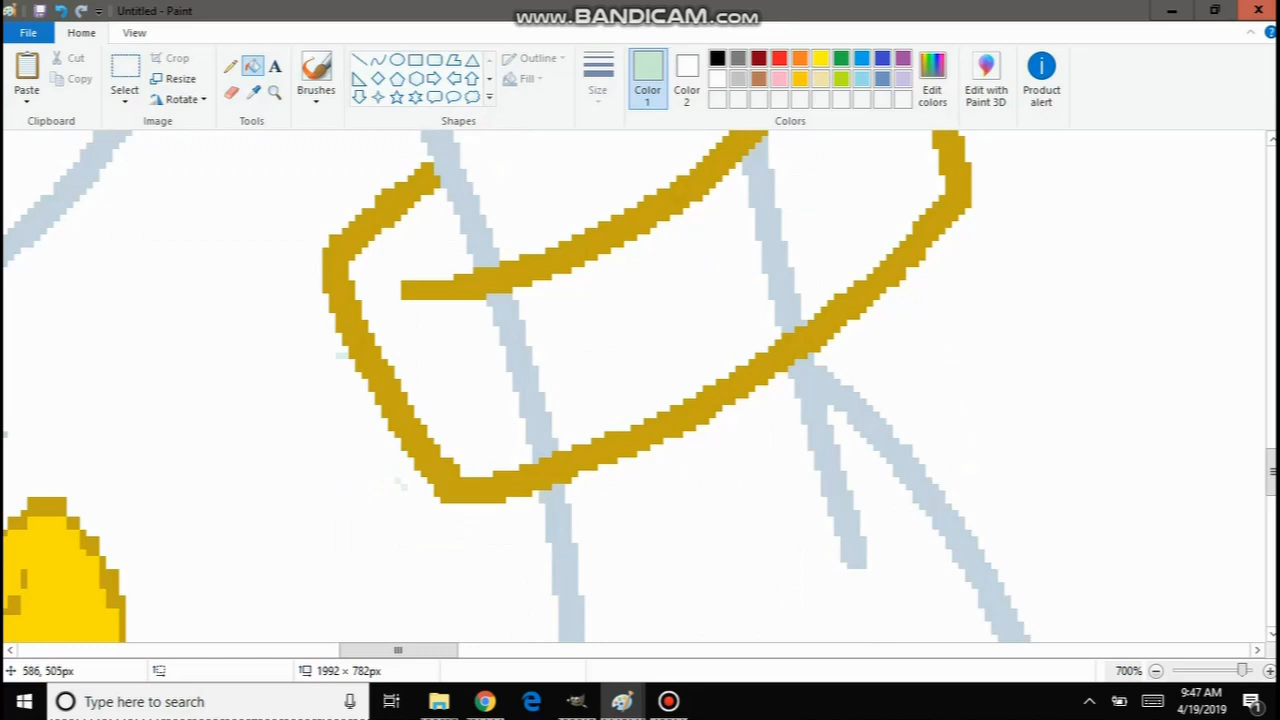 www.BANDICAM.com
Untitled - Paint
File
Home
View
Paste
Cut
Copy
Clipboard
Select
Crop
Resize
Rotate
Image
A
Tools
Brushes
Outline
Fill
Shapes
Size
Color 1
Color 2
Edit colors
Colors
Edit with Paint 3D
Product alert
586, 505px
1992 × 782px
700%
Type here to search
9:47 AM
4/19/2019
1